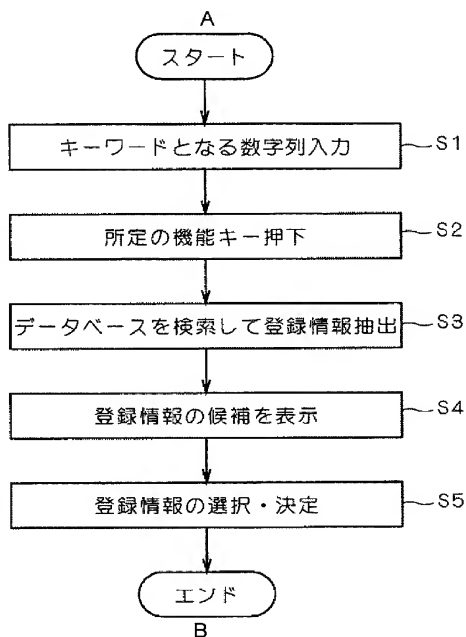 A
スタート
キーワードとなる数字列入力
S1
所定の機能キー押下
S2
データベースを検索して登録情報抽出
S3
登録情報の候補を表示
S4
登録情報の選択・決定
S5
エンド
B